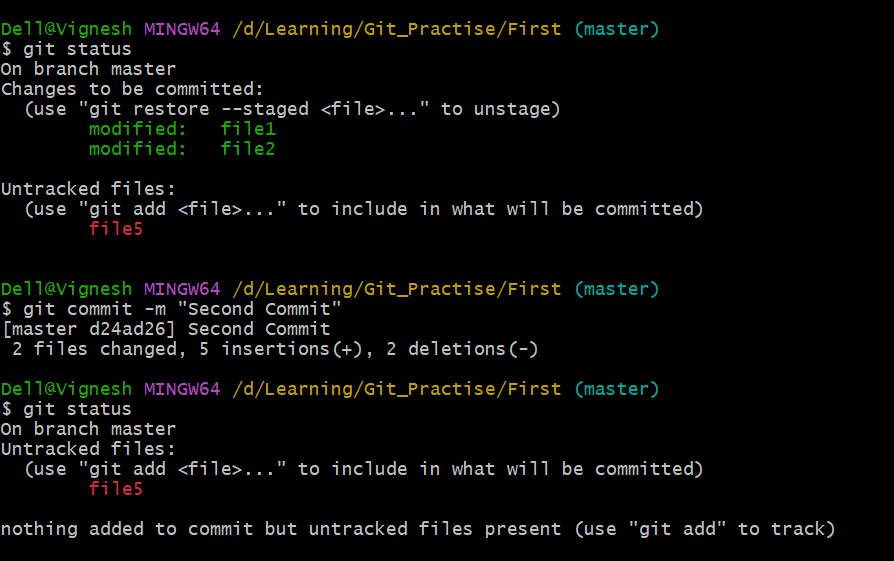 Dell@Vignesh MINGW64 /d/Learning/Git_Practise/First (master)
$ git status
On branch master
Changes to be committed:
  (use "git restore --staged <file>..." to unstage)
        modified:   file1
        modified:   file2

Untracked files:
  (use "git add <file>..." to include in what will be committed)
        file5

Dell@Vignesh MINGW64 /d/Learning/Git_Practise/First (master)
$ git commit -m "Second Commit"
[master d24ad26] Second Commit
 2 files changed, 5 insertions(+), 2 deletions(-)

Dell@Vignesh MINGW64 /d/Learning/Git_Practise/First (master)
$ git status
On branch master
Untracked files:
  (use "git add <file>..." to include in what will be committed)
        file5

nothing added to commit but untracked files present (use "git add" to track)